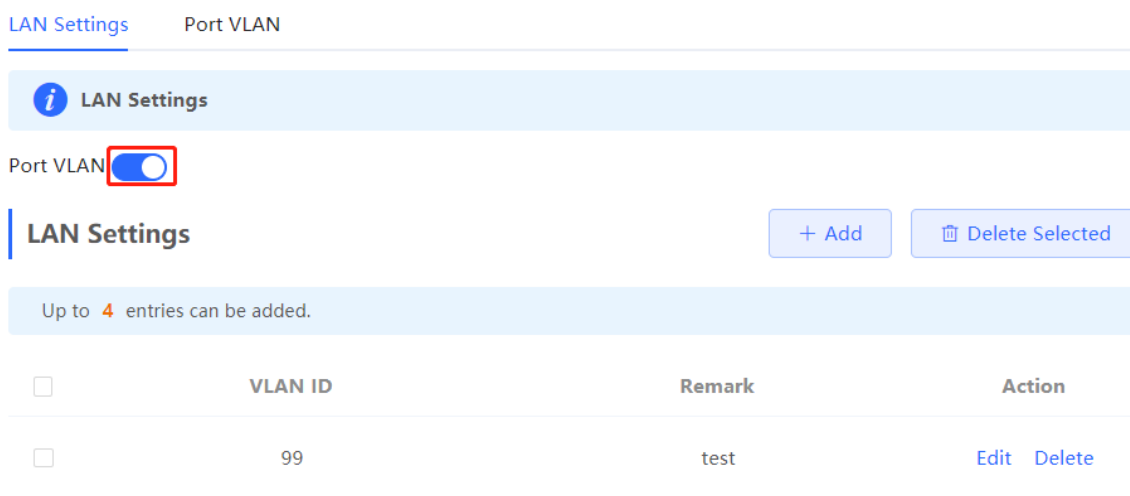 LAN Settings Port VLAN
i LAN Settings
Port VLAN
LAN Settings + Add Delete Selected
Up to 4 entries can be added.
VLAN ID Remark Action
99 test Edit Delete